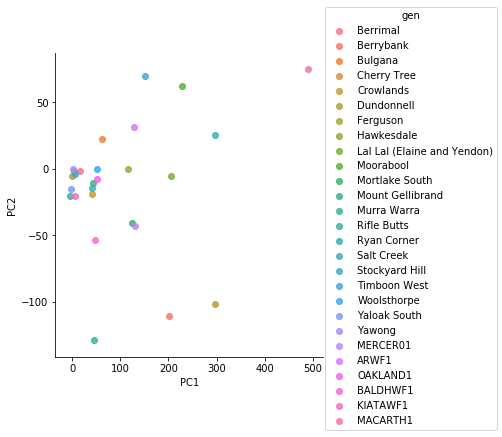 gen
Berrimal
Berrybank
Bulgana
Cherry Tree
Crowlands
Dundonnell
Ferguson
Hawkesdale
Lal Lal (Elaine and Yendon)
Moorabool
Mortlake South
Mount Gellibrand
Murra Warra
Rifle Butts
Ryan Corner
Salt Creek
Stockyard Hill
Timboon West
Woolsthorpe
Yaloak South
Yawong
MERCER01
ARWF1
OAKLAND1
BALDHWF1
KIATAWF1
MACARTH1
PC2
50
0
−50
−100
0 100 200 300 400 500
PC1